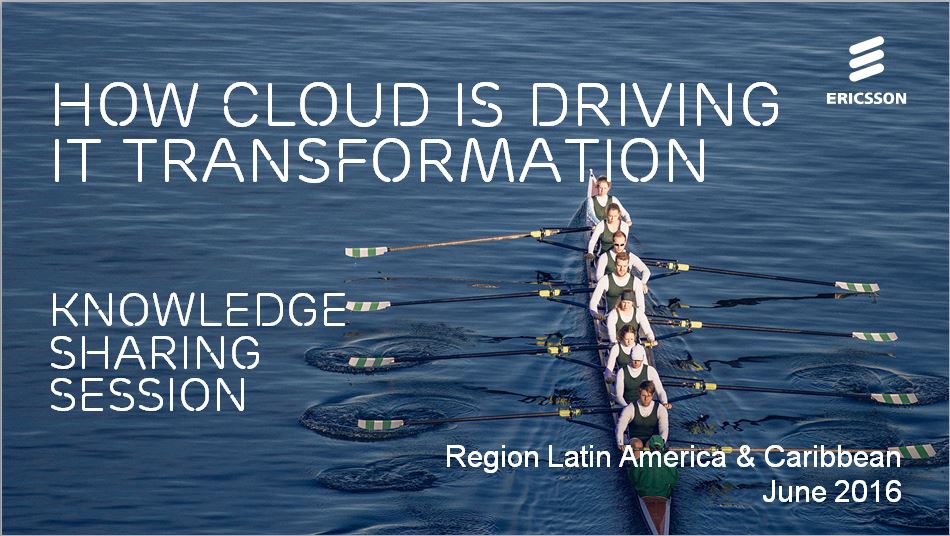 HOW CLOUD IS DRIVING
IT TRANSFORMATION
ERICSSON
KNOWLEDGE
SHARING
SESSION
Region Latin America & Caribbean
June 2016